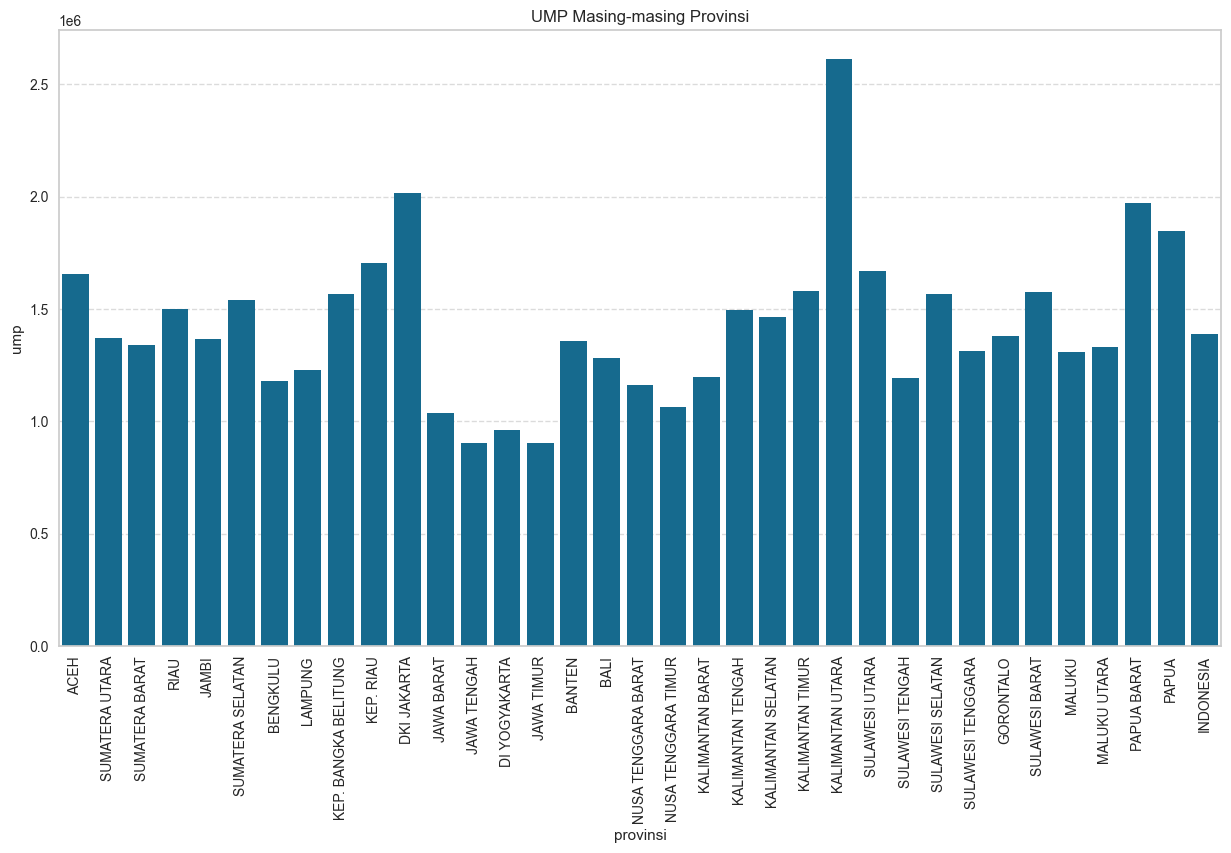 UMP Masing-masing Provinsi
1e6
2.5
2.0
1.5
1.0
0.5
0.0
ump
ACEH
SUMATERA UTARA
SUMATERA BARAT
RIAU
JAMBI
SUMATERA SELATAN
BENGKULU
LAMPUNG
KEP. BANGKA BELITUNG
KEP. RIAU
DKI JAKARTA
JAWA BARAT
JAWA TENGAH
DI YOGYAKARTA
JAWA TIMUR
BANTEN
BALI
NUSA TENGGARA BARAT
NUSA TENGGARA TIMUR
KALIMANTAN BARAT
KALIMANTAN TENGAH
KALIMANTAN SELATAN
KALIMANTAN TIMUR
KALIMANTAN UTARA
SULAWESI UTARA
SULAWESI TENGAH
SULAWESI SELATAN
SULAWESI TENGGARA
GORONTALO
SULAWESI BARAT
MALUKU
MALUKU UTARA
PAPUA BARAT
PAPUA
INDONESIA
provinsi